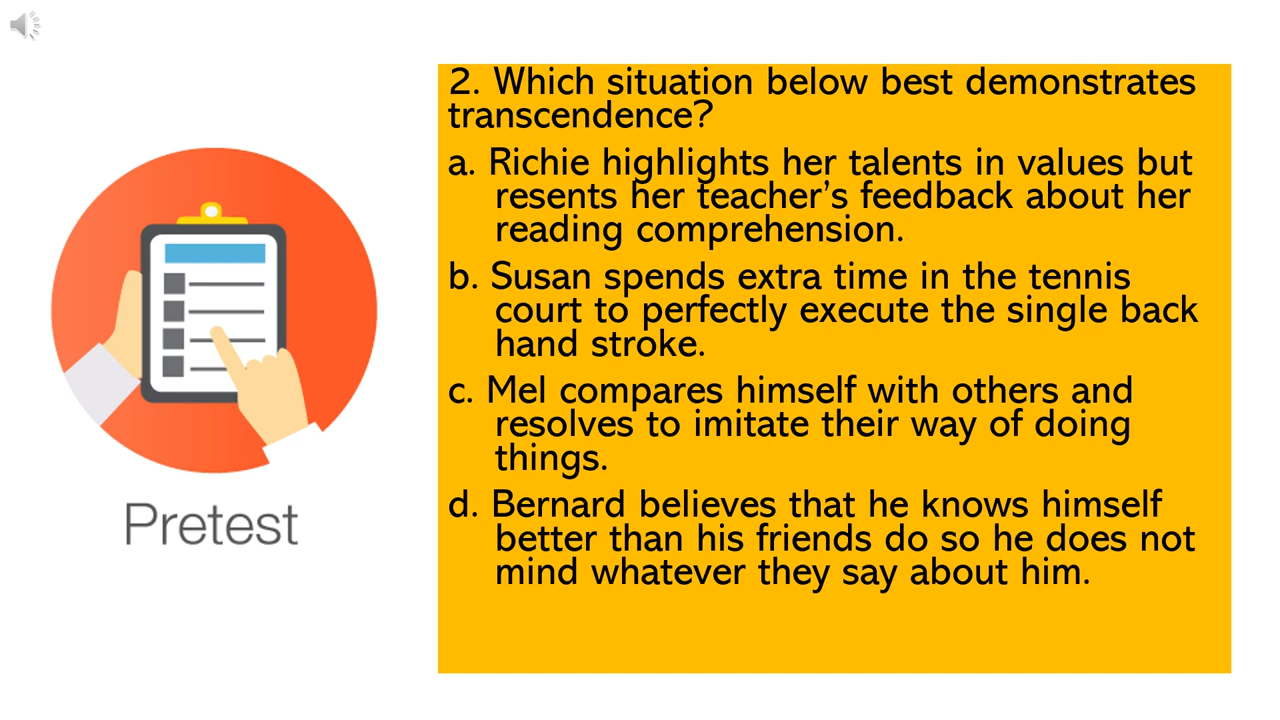 2. Which situation below best demonstrates
transcendence?
a. Richie highlights her talents in values but
resents her teacher's feedback about her
reading comprehension.
b. Susan spends extra time in the tennis
court to perfectly execute the single back
hand stroke.
c. Mel compares himself with others and
resolves to imitate their way of doing
things.
d. Bernard believes that he knows himself
better than his friends do so he does not
mind whatever they say about him.
Pretest